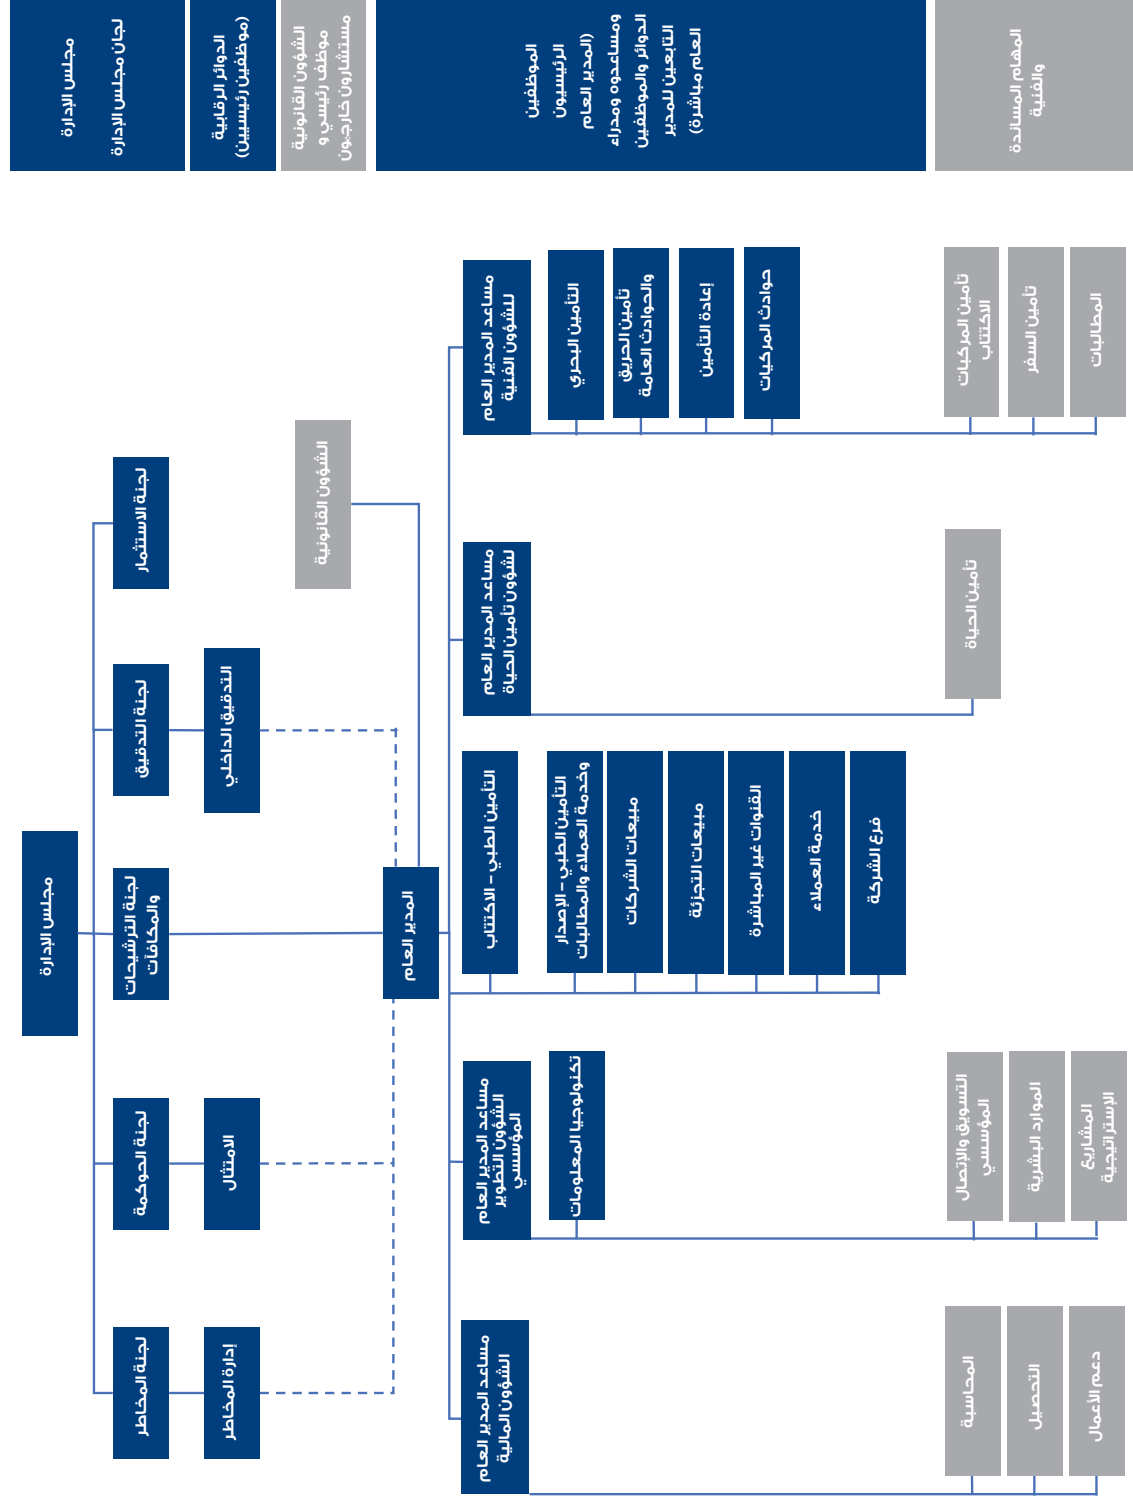 مجلس الإدارة
لجان مجلس الإدارة
الدوائر الرقابية
(موظفين رئيسيين)
الشؤون القانونية
موظف رئيسي و
مستشارون خارجيون
الموظفين
الرئيسيون
(المدير العام
ومساعدوه ومدراء
الدوائر والموظفين
التابعين للمدير
العام مباشرة)
المهام المساندة
والفنية
مجلس الإدارة
لجنة الاستثمار
لجنة التدقيق
لجنة الترشيحات
والمكافآت
لجنة الحوكمة
لجنة المخاطر
التدقيق الداخلي
الامتثال
إدارة المخاطر
الشؤون القانونية
المدير العام
مساعد المدير العام
للشؤون الفنية
التأمين البحري
تأمين الحريق
والحوادث العامة
إعادة التأمين
حوادث المركبات
تأمين المركبات
الاكتتاب
تأمين السفر
المطالبات
مساعد المدير العام
لشؤون تأمين الحياة
تأمين الحياة
التأمين الطبي – الاكتتاب
التأمين الطبي – الإصدار
وخدمة العملاء والمطالبات
مبيعات الشركات
مبيعات التجزئة
القنوات غير المباشرة
خدمة العملاء
فرع الشركة
مساعد المدير العام
الشؤون التطوير
المؤسسي
تكنولوجيا المعلومات
التسويق والإتصال
المؤسسي
الموارد البشرية
المشاريع
الإستراتيجية
مساعد المدير العام
الشؤون المالية
المحاسبة
التحصيل
دعم الأعمال